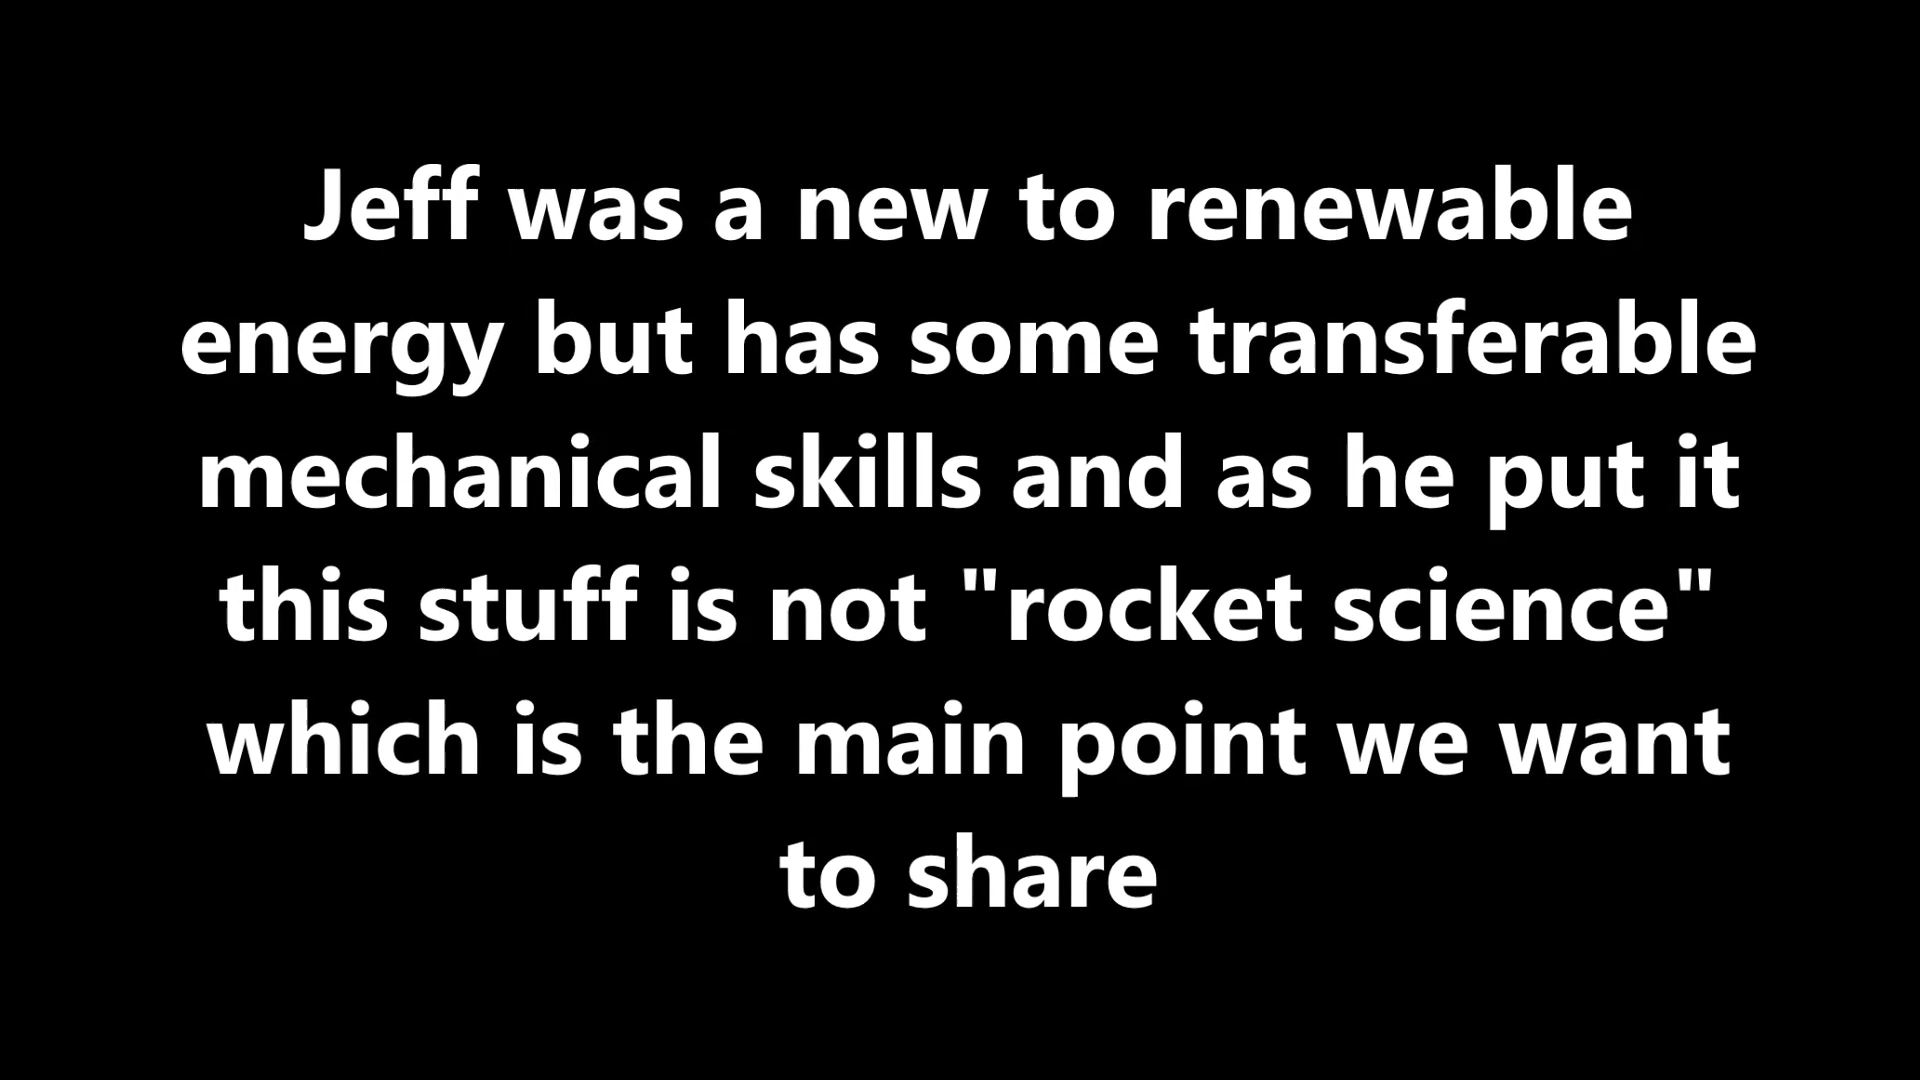 Jeff was a new to renewable
energy but has some transferable
mechanical skills and as he put it
this stuff is not "rocket science"
which is the main point we want
to share